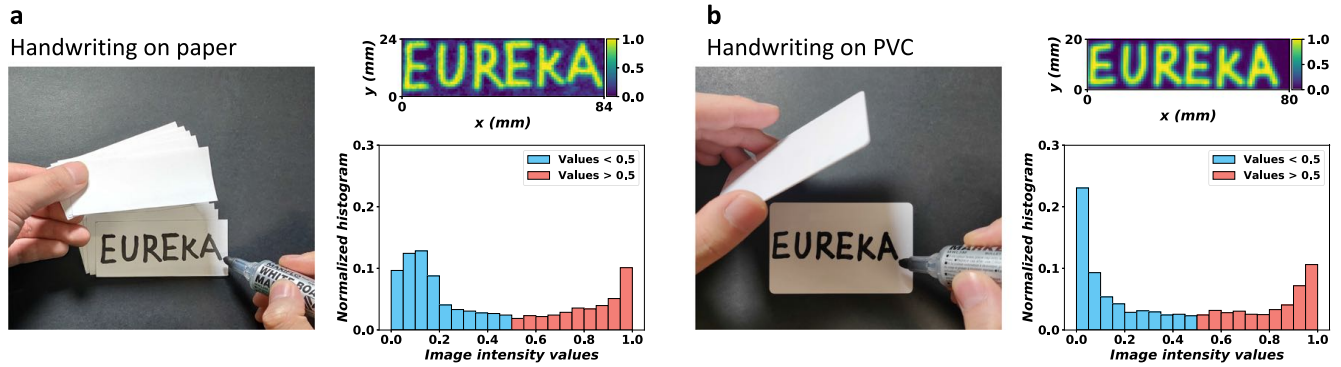 a
Handwriting on paper
EUREKA
MARKER
WHITE BOA
MA
y (mm)
24
0
EUREKA
0
84
x (mm)
1.0
0.5
0.0
Normalized histogram
0.3
0.2
0.1
0.0
Values < 0,5
Values > 0,5
0.0 0.2 0.4 0.6 0.8 1.0
Image intensity values
b
Handwriting on PVC
EUREKA
y (mm)
20
0
EUREKA
0
80
x (mm)
1.0
0.5
0.0
Normalized histogram
0.3
0.2
0.1
0.0
Values < 0,5
Values > 0,5
0.0 0.2 0.4 0.6 0.8 1.0
Image intensity values